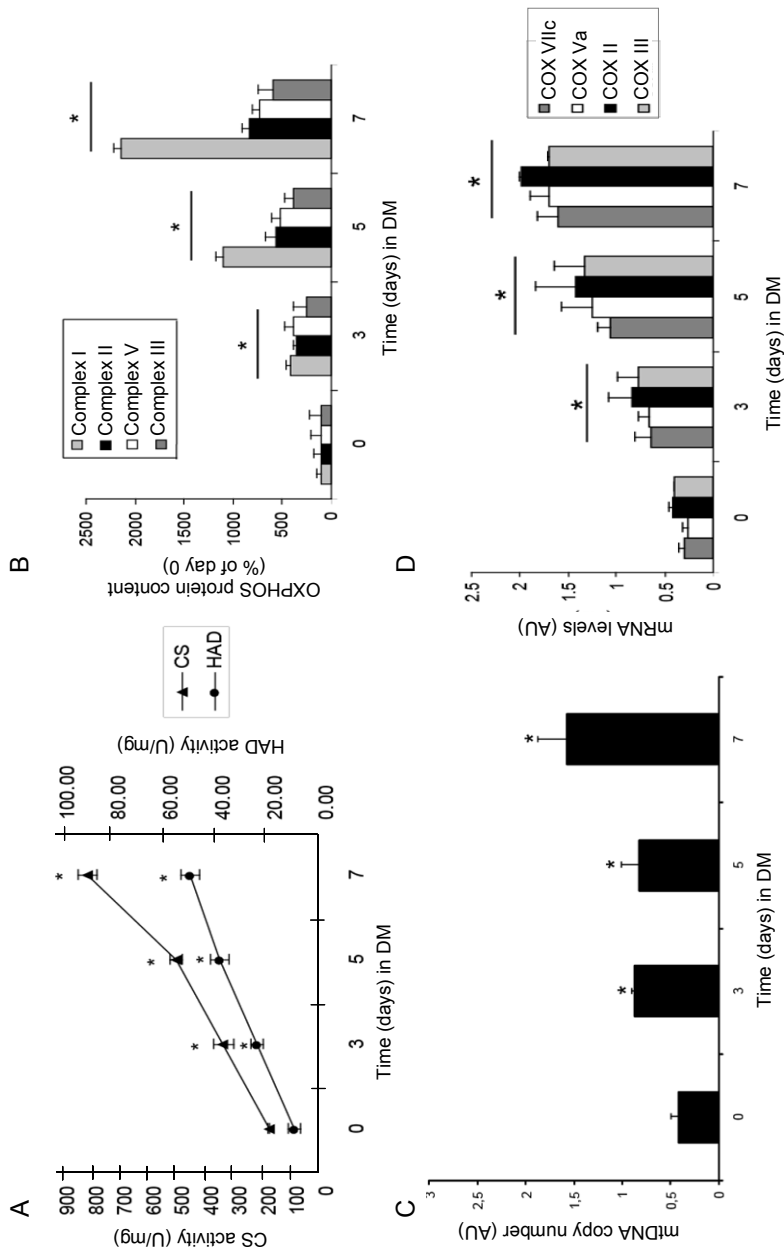 A
CS activity (U/mg)
900
800
700
600
500
400
300
200
100
0
*
*
*
*
*
*
0
3
5
7
Time (days) in DM
100.00
80.00
60.00
40.00
20.00
0.00
HAD activity (U/mg)
CS
HAD
B
OXPHOS protein content
(% of day 0)
2500
2000
1500
1000
500
0
Complex I
Complex II
Complex V
Complex III
*
*
*
0
3
5
7
Time (days) in DM
C
mtDNA copy number (AU)
3
2,5
2
1,5
1
0,5
0
*
*
*
0
3
5
7
Time (days) in DM
D
mRNA levels (AU)
2.5
2
1.5
1
0.5
0
*
*
*
0
3
5
7
Time (days) in DM
COX VIIc
COX Va
COX II
COX III